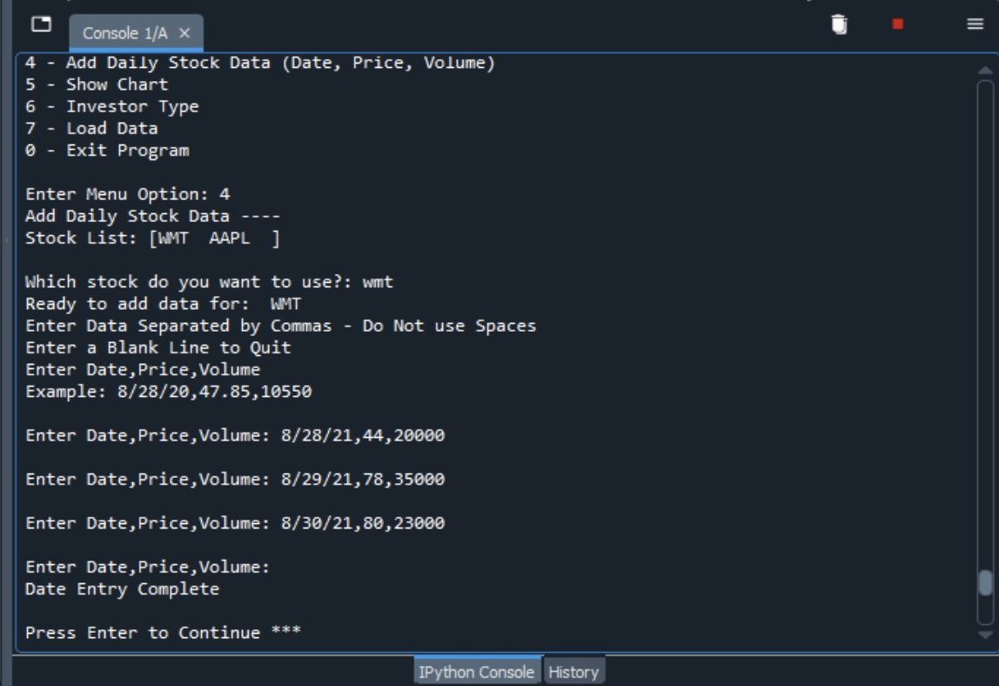 Console 1/A ×
4 - Add Daily Stock Data (Date, Price, Volume)
5 - Show Chart
6 - Investor Type
7 - Load Data
0 - Exit Program
Enter Menu Option: 4
Add Daily Stock Data ----
Stock List: [WMT  AAPL  ]
Which stock do you want to use?: wmt
Ready to add data for:  WMT
Enter Data Separated by Commas - Do Not use Spaces
Enter a Blank Line to Quit
Enter Date,Price,Volume
Example: 8/28/20,47.85,10550
Enter Date,Price,Volume: 8/28/21,44,20000
Enter Date,Price,Volume: 8/29/21,78,35000
Enter Date,Price,Volume: 8/30/21,80,23000
Enter Date,Price,Volume:
Date Entry Complete
Press Enter to Continue ***
IPython Console History